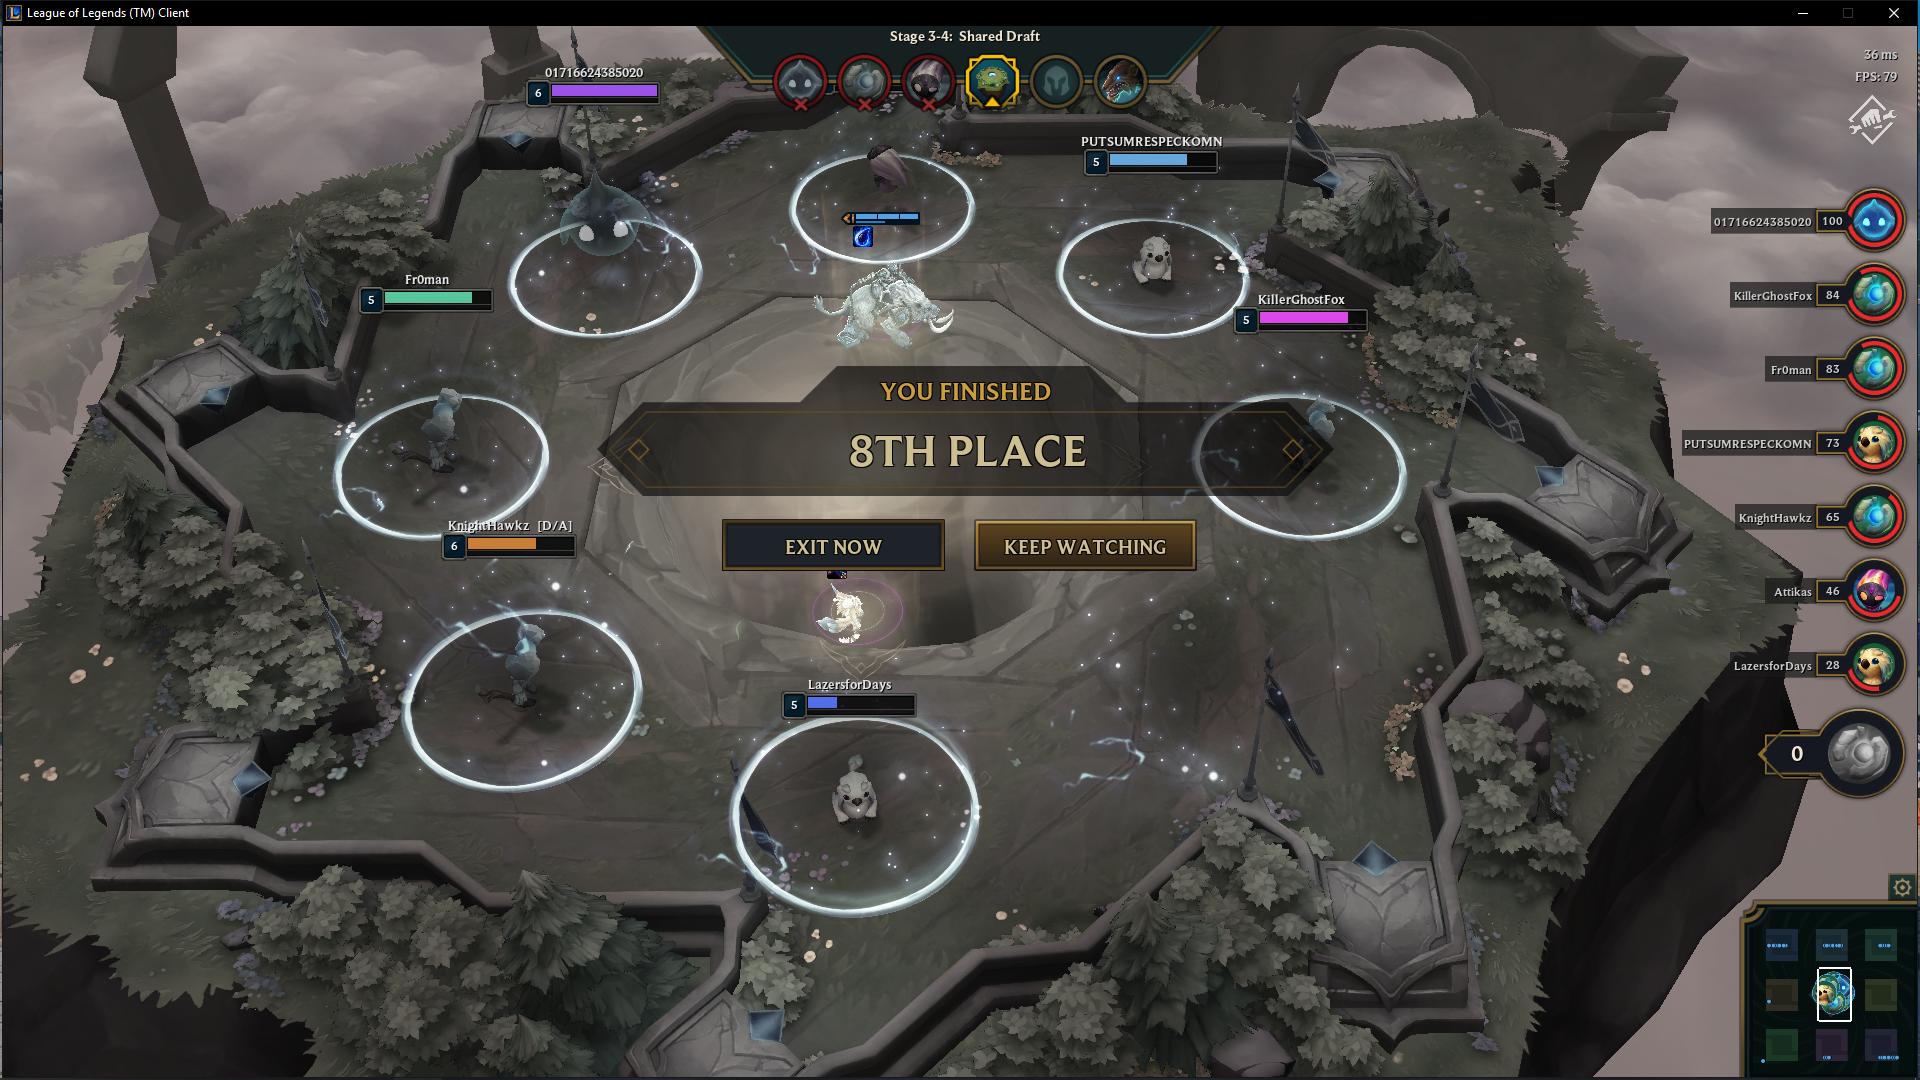 League of Legends (TM) Client
Stage 3-4: Shared Draft
36 ms
FPS: 79
01716624385020
6
PUTSUMRESPECKOMN
5
Fr0man
5
KillerGhostFox
5
YOU FINISHED
8TH PLACE
EXIT NOW
KEEP WATCHING
KnightHawkz [D/A]
6
LazersforDays
5
01716624385020 100
KillerGhostFox 84
Fr0man 83
PUTSUMRESPECKOMN 73
KnightHawkz 65
Attikas 46
LazersforDays 28
0